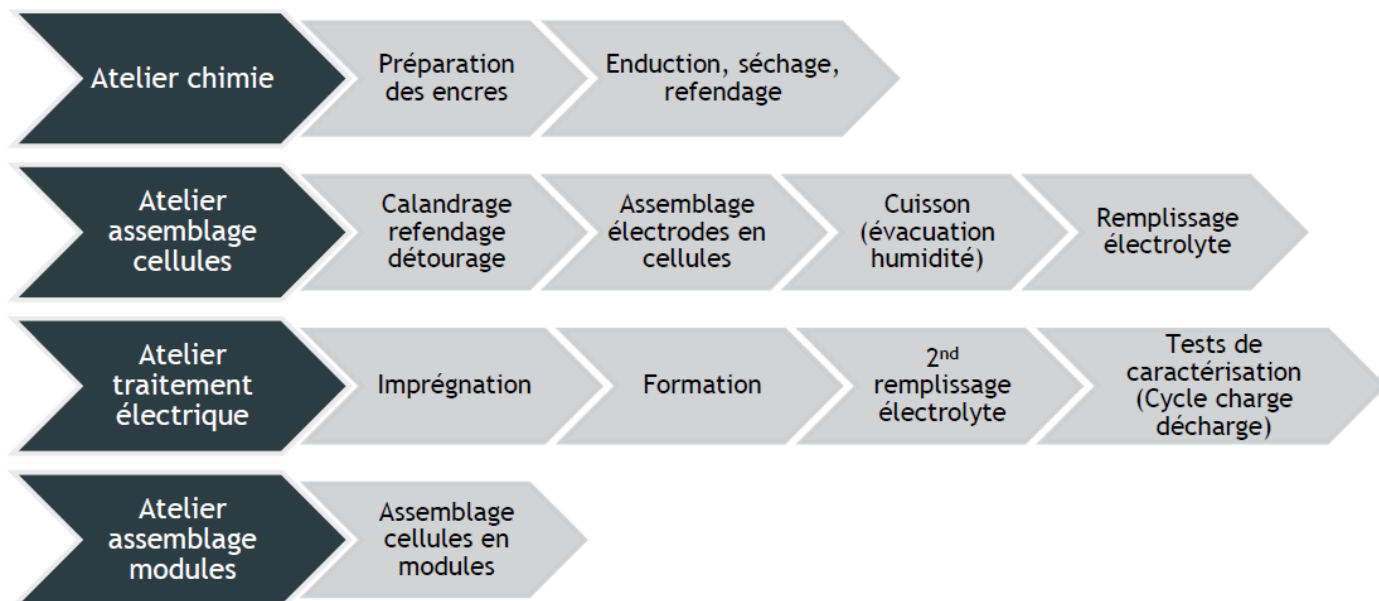 Atelier chimie
Préparation
des encres
Enduction, séchage,
refendage
Atelier
assemblage
cellules
Calandrage
refendage
détourage
Assemblage
électrodes en
cellules
Cuisson
(évacuation
humidité)
Remplissage
électrolyte
Atelier
traitement
électrique
Imprégnation
Formation
2nd
remplissage
électrolyte
Tests de
caractérisation
(Cycle charge
décharge)
Atelier
assemblage
modules
Assemblage
cellules en
modules